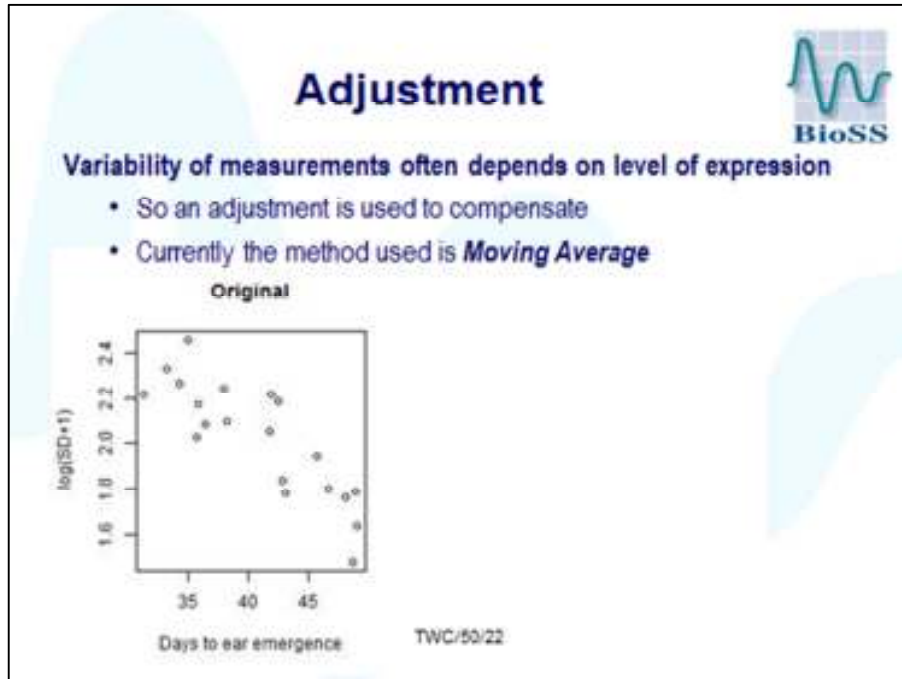 Adjustment
BioSS
Variability of measurements often depends on level of expression
• So an adjustment is used to compensate
• Currently the method used is Moving Average
Original
log(SD+1)
2.4
2.2
2.0
1.8
1.6
35 40 45
Days to ear emergence
TWC/50/22